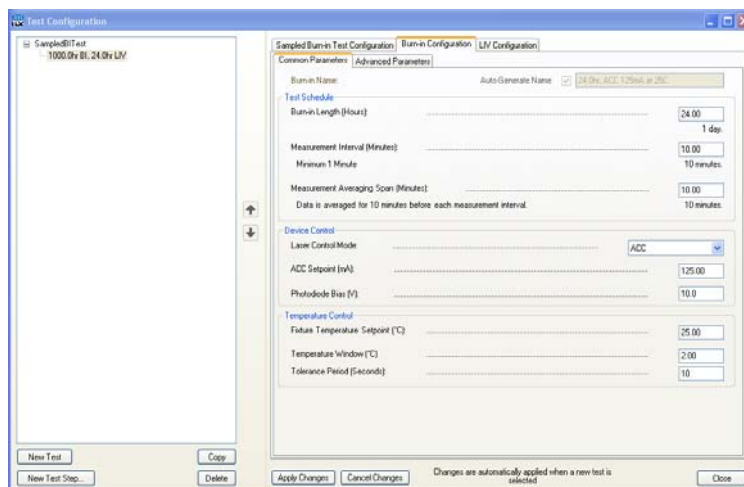 Test Configuration
SampledBITest
1000.0hr BI, 24.0hr LIV
New Test
Copy
New Test Step...
Delete
Sampled Burn-in Test Configuration
Burn-in Configuration
LIV Configuration
Common Parameters
Advanced Parameters
Burn-in Name:
Auto-Generate Name
24.0hr, ACC 125mA at 25C
Test Schedule
Burn-in Length (Hours):
24.00
1 day.
Measurement Interval (Minutes):
10.00
Minimum 1 Minute
10 minutes.
Measurement Averaging Span (Minutes):
10.00
Data is averaged for 10 minutes before each measurement interval.
10 minutes.
Device Control
Laser Control Mode
ACC
ACC Setpoint (mA):
125.00
Photodiode Bias (V):
10.0
Temperature Control
Fixture Temperature Setpoint (°C):
25.00
Temperature Window (°C)
2.00
Tolerance Period (Seconds):
10
Apply Changes
Cancel Changes
Changes are automatically applied when a new test is
selected
Close